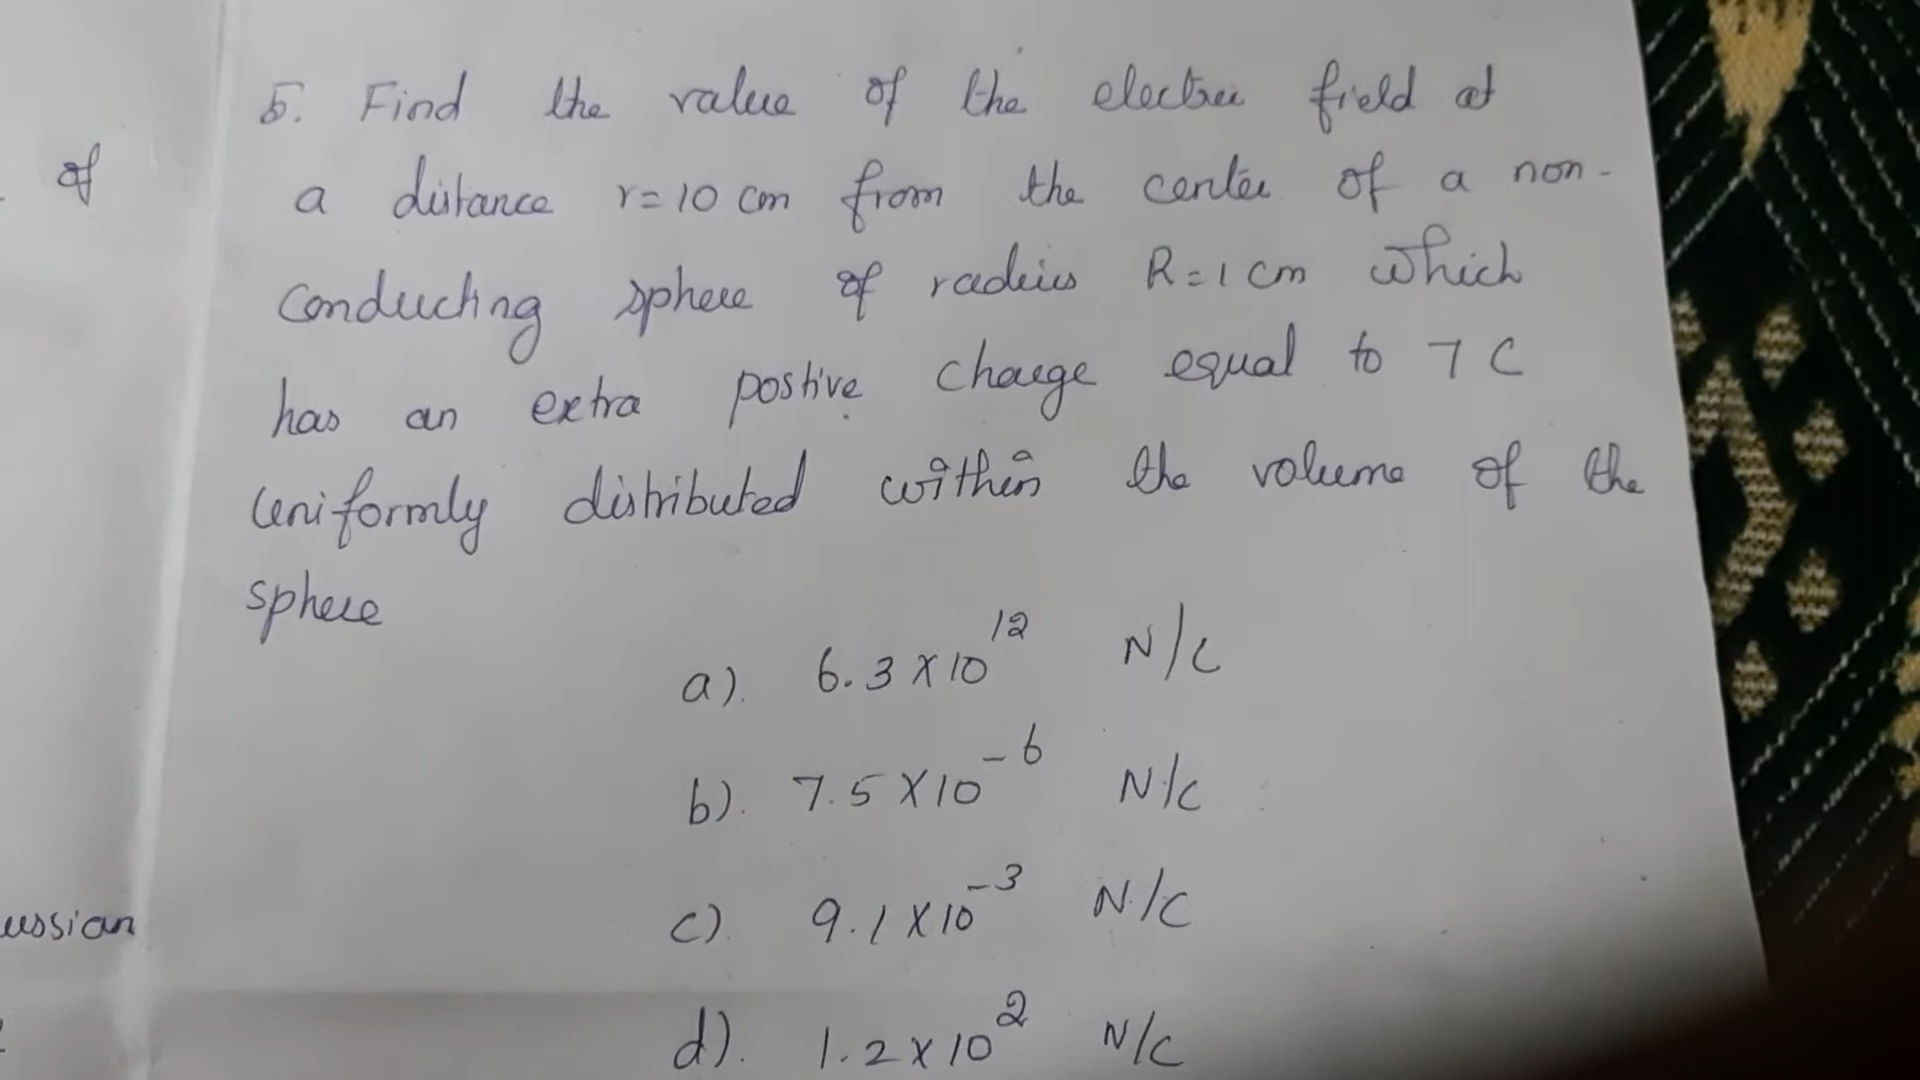 of
5. Find the value of the electric field at
a distance r=10 cm from the center of a non-
conducting sphere of radius R=1 cm which
has an extra postive charge equal to 7 C
uniformly distributed within the volume of the
sphere
a). 6.3 X 10^12 N/C
b). 7.5 X 10^-6 N/C
c). 9.1 X 10^-3 N/C
ussian
d). 1.2 X 10^2 N/C